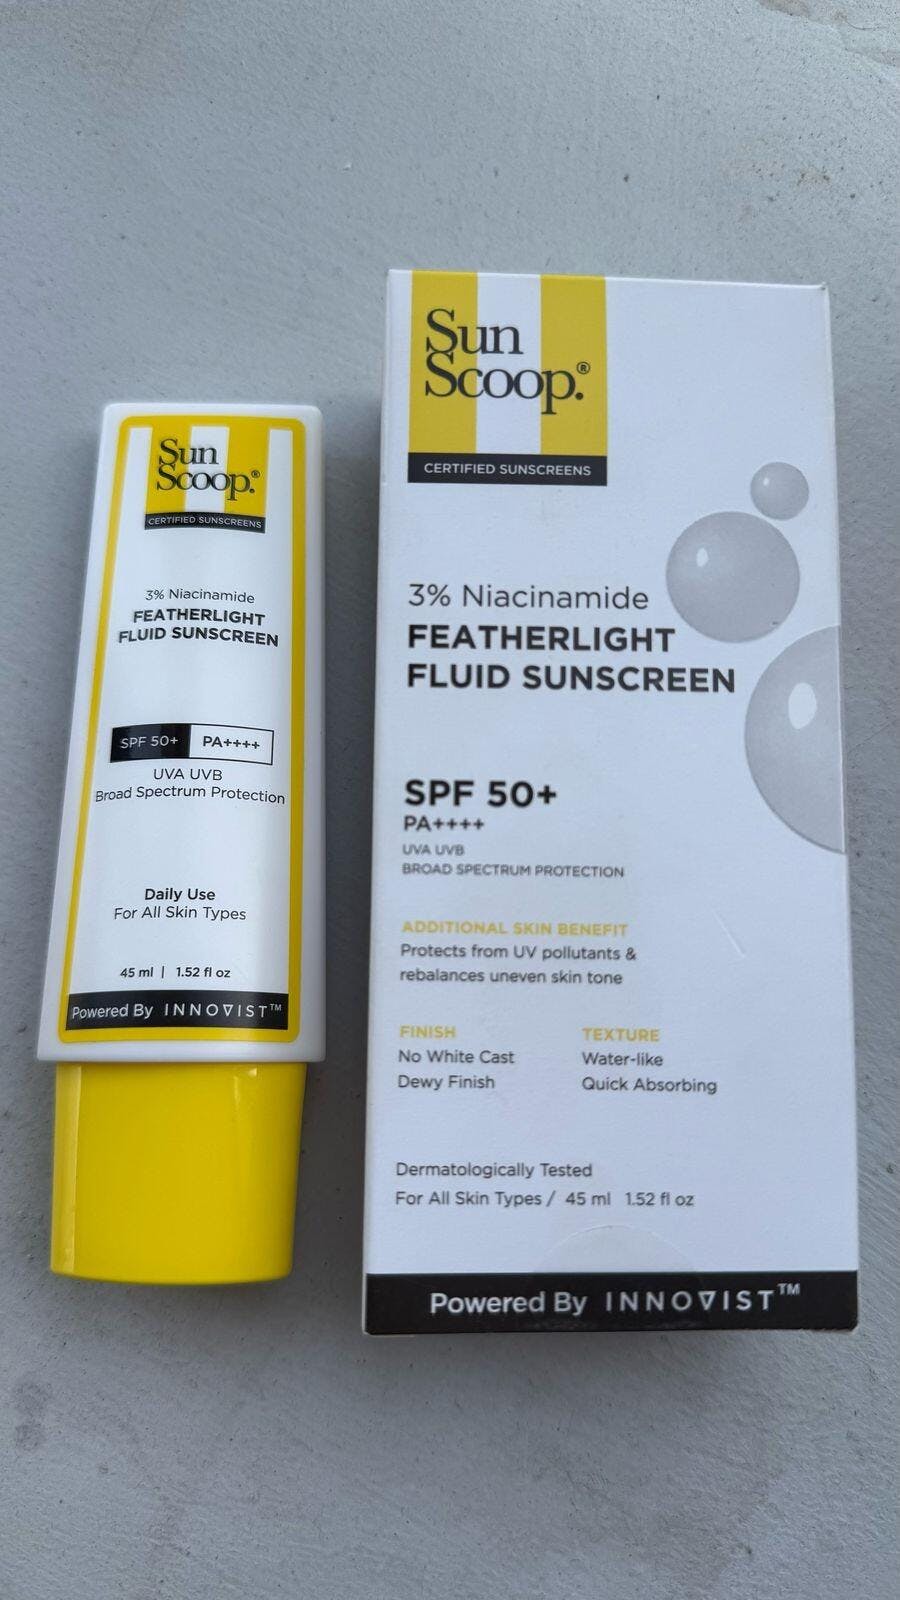 Sun
Scoop.®
CERTIFIED SUNSCREENS
3% Niacinamide
FEATHERLIGHT
FLUID SUNSCREEN
SPF 50+ PA++++
UVA UVB
Broad Spectrum Protection
Daily Use
For All Skin Types
45 ml | 1.52 fl oz
Powered By INNOVIST™
Sun
Scoop.®
CERTIFIED SUNSCREENS
3% Niacinamide
FEATHERLIGHT
FLUID SUNSCREEN
SPF 50+
PA++++
UVA UVB
BROAD SPECTRUM PROTECTION
ADDITIONAL SKIN BENEFIT
Protects from UV pollutants &
rebalances uneven skin tone
FINISH
No White Cast
Dewy Finish
TEXTURE
Water-like
Quick Absorbing
Dermatologically Tested
For All Skin Types / 45 ml 1.52 fl oz
Powered By INNOVIST™